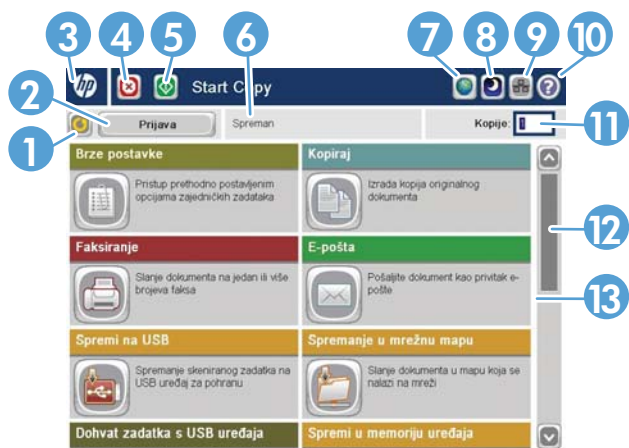 3 4 5 6 7 8 9 10
hp Start Copy ?
2 Prijava Spreman Kopije: 1 11
1
Brze postavke Kopiraj
Pristup prethodno postavljenim
opcijama zajedničkih zadataka
Izrada kopija originalnog
dokumenta
12
Faksiranje E-pošta
Slanje dokumenta na jedan ili više
brojeva faksa
Pošaljite dokument kao privitak e-
pošte
13
Spremi na USB Spremanje u mrežnu mapu
Spremanje skeniranog zadatka na
USB uređaj za pohranu
Slanje dokumenta u mapu koja se
nalazi na mreži
Dohvat zadatka s USB uređaja Spremi u memoriju uređaja